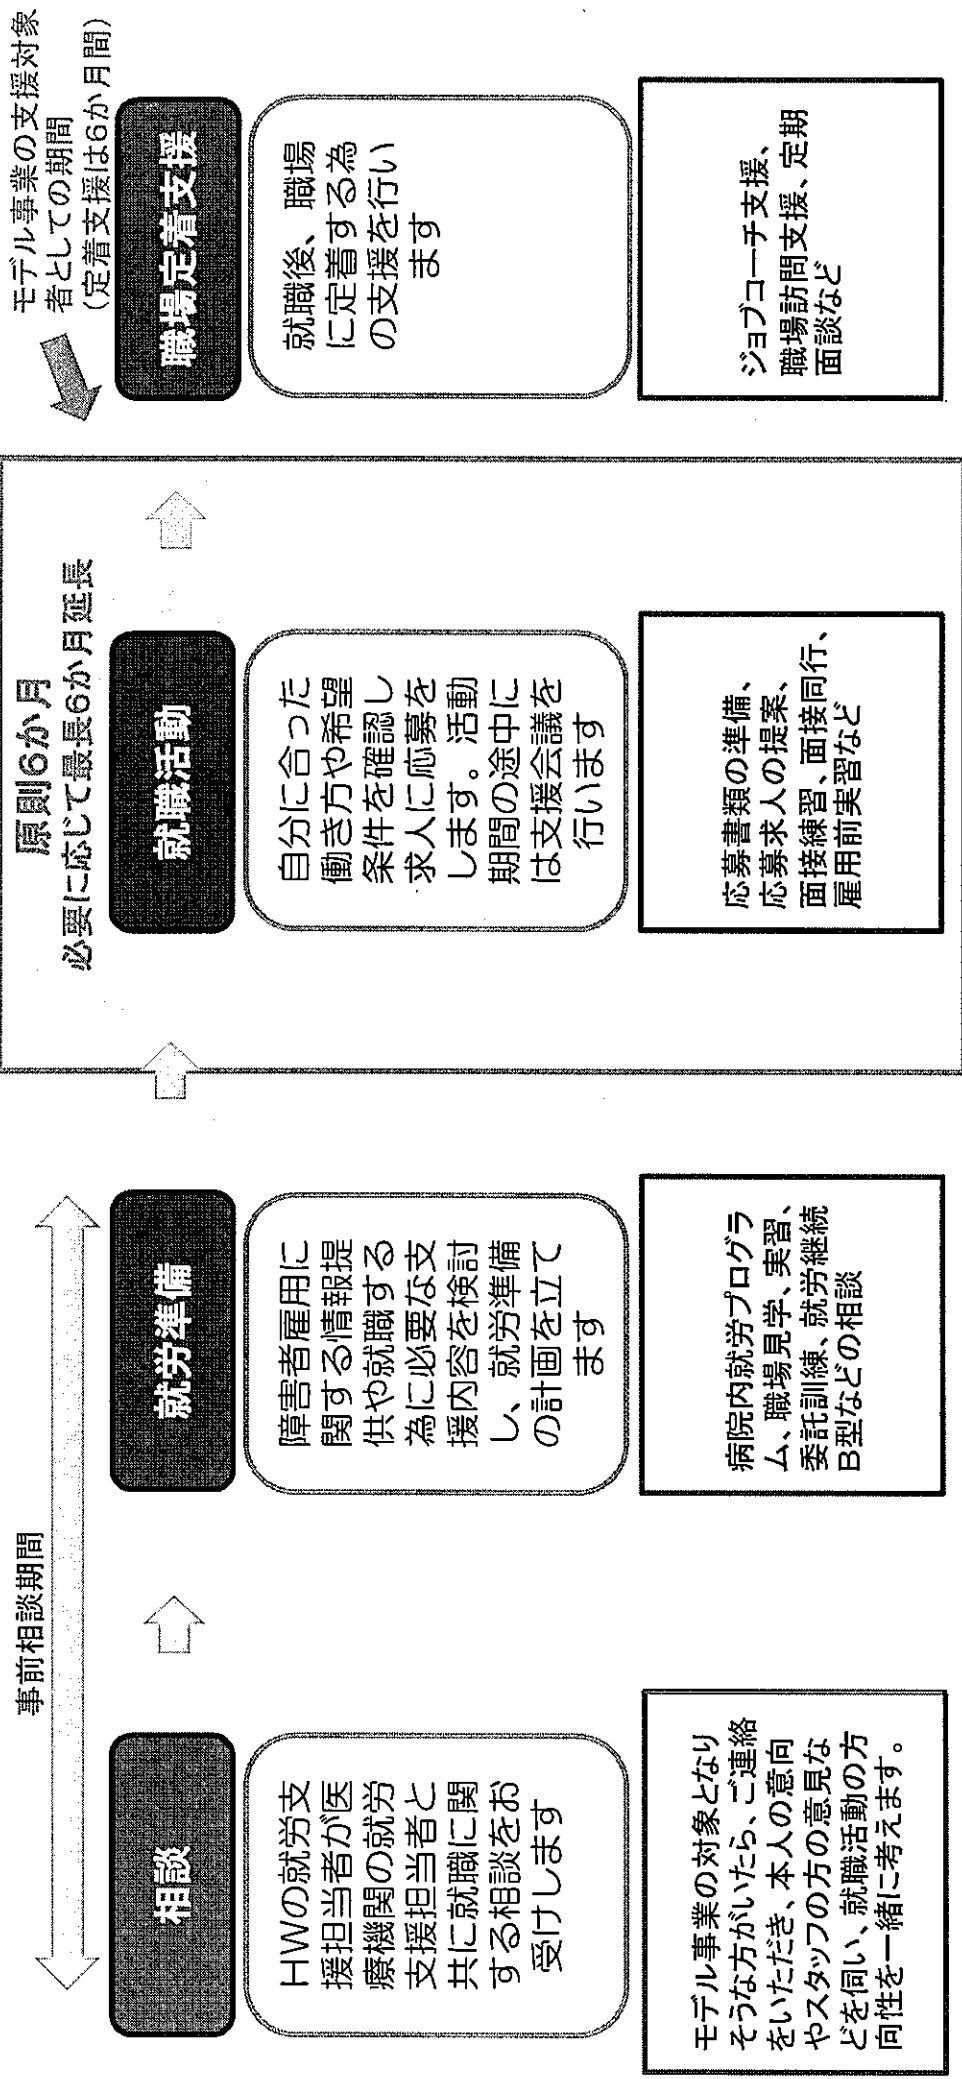 事前相談期間
相談
HWの就労支
援担当者が医
療機関の就労
支援担当者と
共に就職に関
する相談をお
受けします
モデル事業の対象となり
そうな方がいたら、ご連絡
をいただき、本人の意向
やスタッフの方の意見な
どを伺い、就職活動の方
向性を一緒に考えます。
就労準備
障害者雇用に
関する情報提
供や就職する
為に必要な支
援内容を検討
し、就労準備
の計画を立て
ます
病院内就労プログラ
ム、職場見学、実習、
委託訓練、就労継続
B型などの相談
原則6か月
必要に応じて最長6か月延長
就職活動
自分に合った
働き方や希望
条件を確認し
求人に応募を
します。活動
期間の途中に
は支援会議を
行います
応募書類の準備、
応募求人の提案、
面接練習、面接同行、
雇用前実習など
モデル事業の支援対象
者としての期間
(定着支援は6か月間)
職場定着支援
就職後、職場
に定着する為
の支援を行い
ます
ジョブコーチ支援、
職場訪問支援、定期
面談など